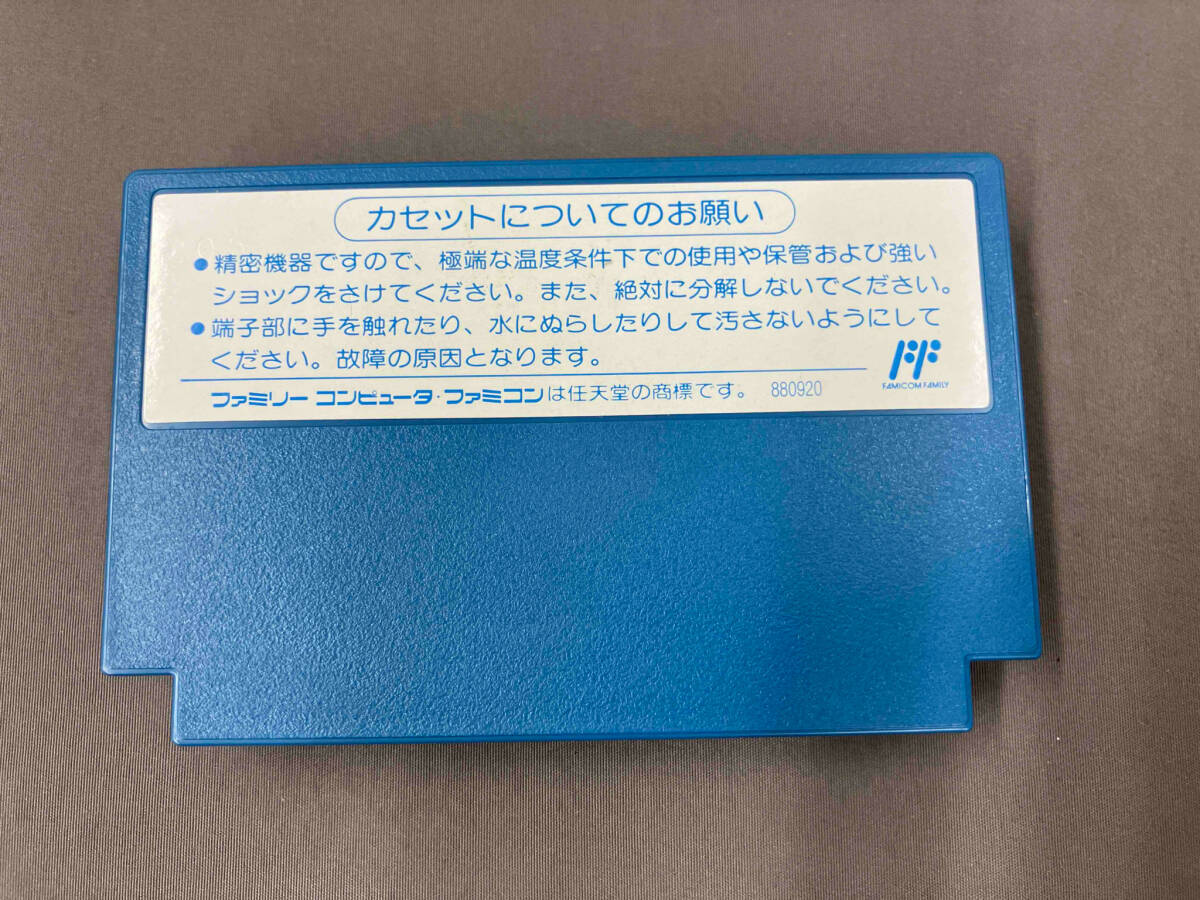 カセットについてのお願い
●精密機器ですので、極端な温度条件下での使用や保管および強い
ショックをさけてください。また、絶対に分解しないでください。
●端子部に手を触れたり、水にぬらしたりして汚さないようにして
ください。故障の原因となります。
FAMICOM FAMILY
ファミリー コンピュータ・ファミコンは任天堂の商標です。 880920